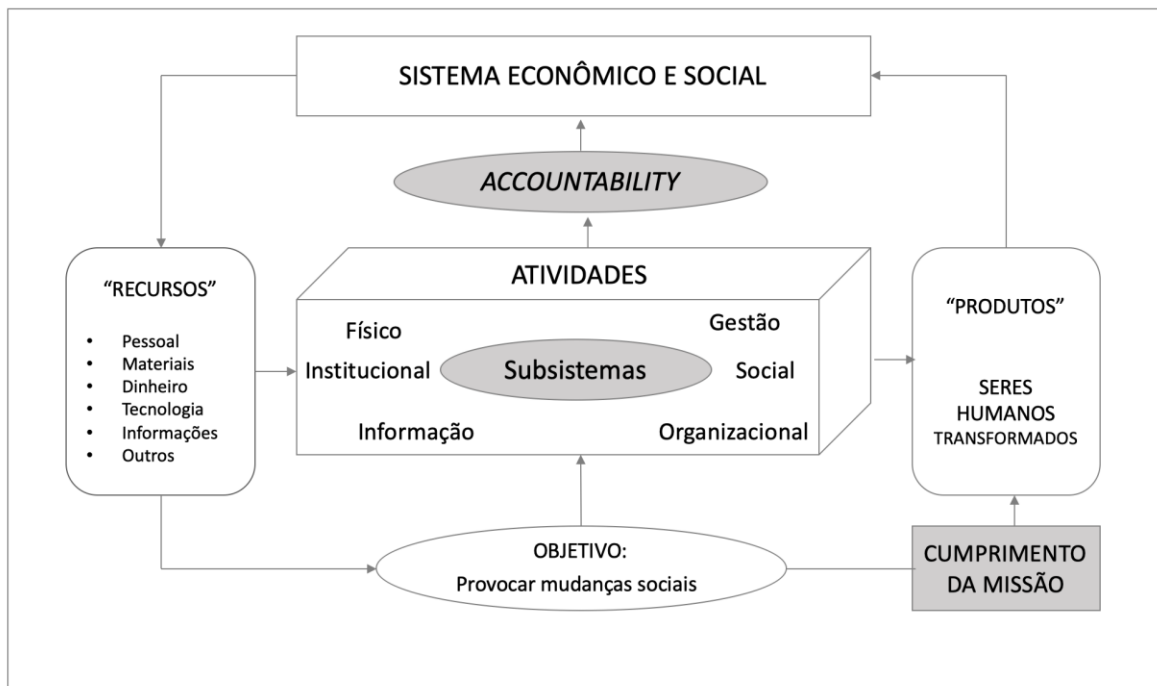 SISTEMA ECONÔMICO E SOCIAL
ACCOUNTABILITY
“RECURSOS”
• Pessoal
• Materiais
• Dinheiro
• Tecnologia
• Informações
• Outros
ATIVIDADES
Físico
Gestão
Institucional
Subsistemas
Social
Informação
Organizacional
“PRODUTOS”
SERES
HUMANOS
TRANSFORMADOS
OBJETIVO:
Provocar mudanças sociais
CUMPRIMENTO
DA MISSÃO